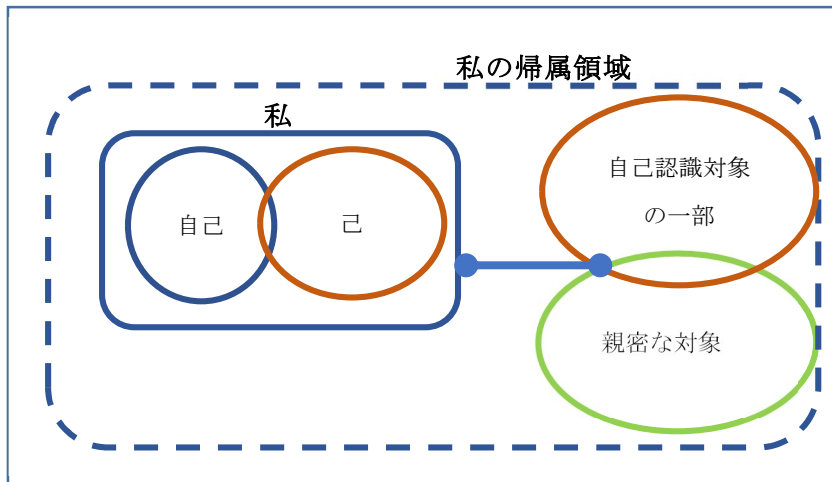 私の帰属領域
私
自己
己
自己認識対象
の一部
親密な対象